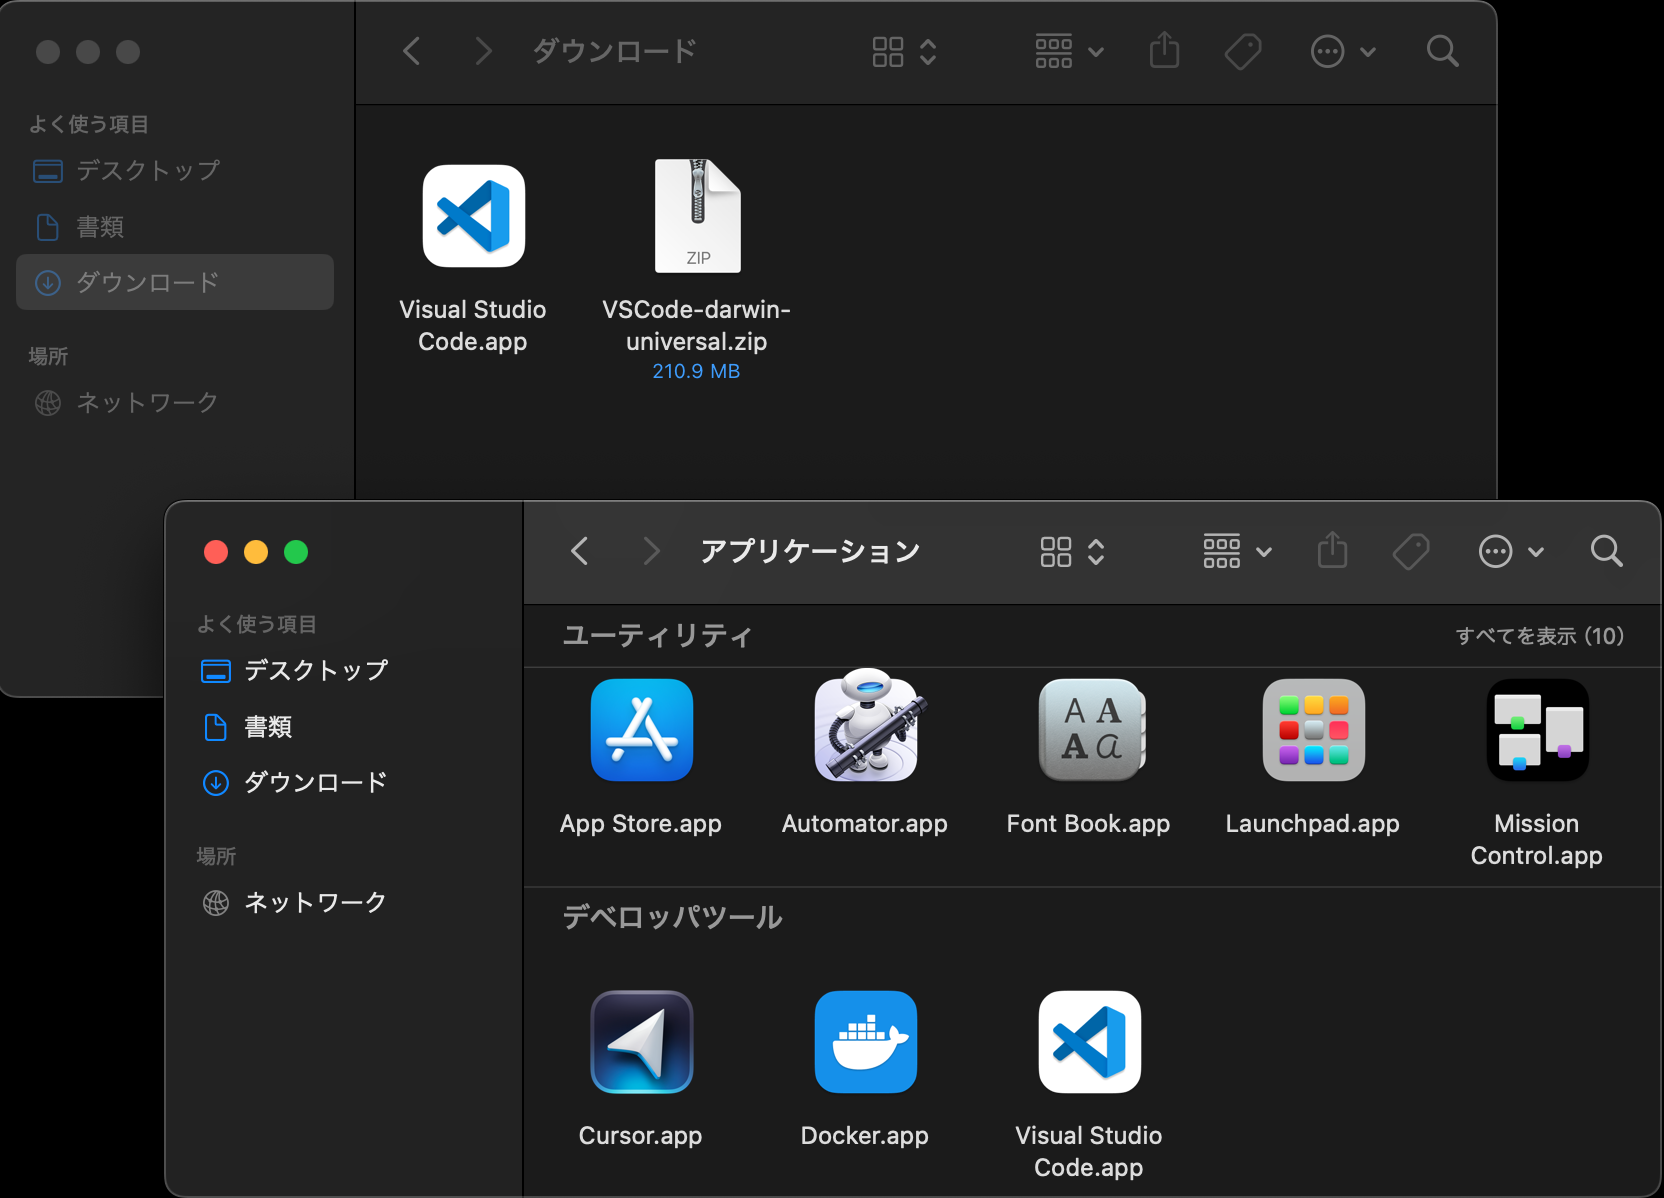 ダウンロード
よく使う項目
デスクトップ
書類
ダウンロード
場所
ネットワーク
ZIP
Visual Studio
Code.app
VSCode-darwin-
universal.zip
210.9 MB
アプリケーション
よく使う項目
デスクトップ
書類
ダウンロード
場所
ネットワーク
ユーティリティ
すべてを表示 (10)
A A
A a
App Store.app
Automator.app
Font Book.app
Launchpad.app
Mission
Control.app
デベロッパツール
Cursor.app
Docker.app
Visual Studio
Code.app